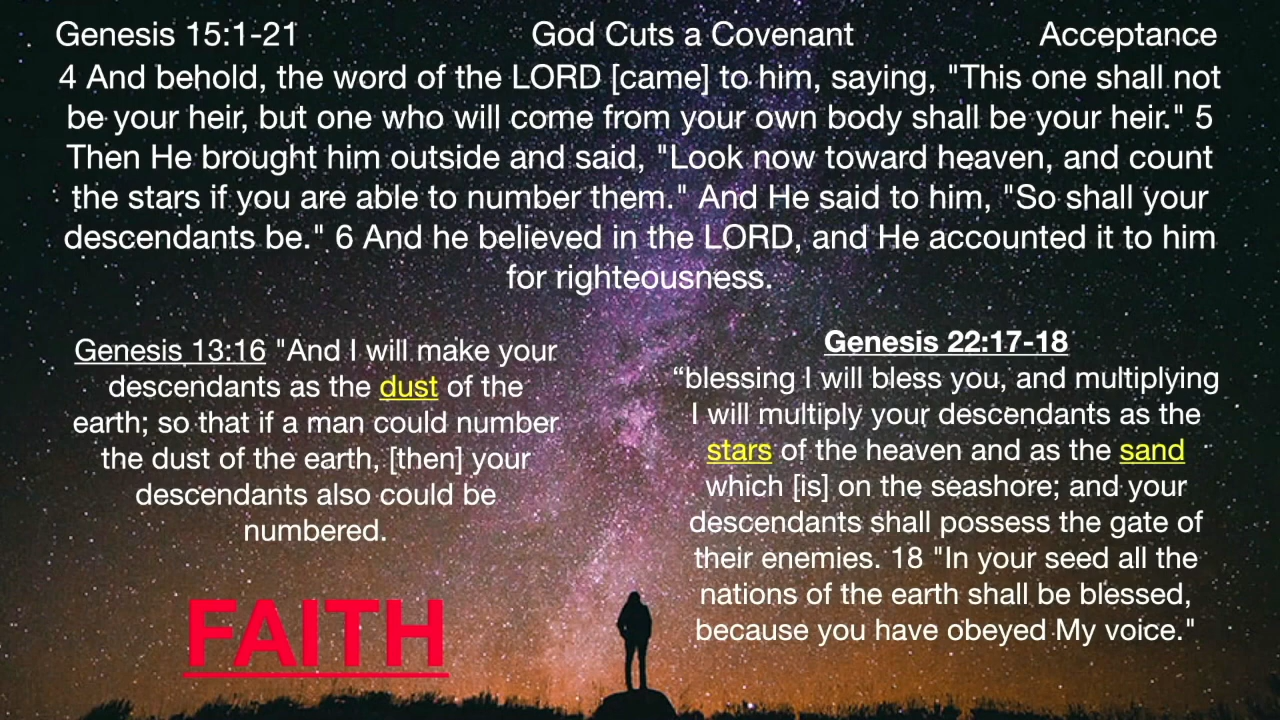 Genesis 15:1-21 God Cuts a Covenant Acceptance
4 And behold, the word of the LORD [came] to him, saying, "This one shall not
be your heir, but one who will come from your own body shall be your heir." 5
Then He brought him outside and said, "Look now toward heaven, and count
the stars if you are able to number them." And He said to him, "So shall your
descendants be." 6 And he believed in the LORD, and He accounted it to him
for righteousness.
Genesis 13:16 "And I will make your
descendants as the dust of the
earth; so that if a man could number
the dust of the earth, [then] your
descendants also could be
numbered.
FAITH
Genesis 22:17-18
“blessing I will bless you, and multiplying
I will multiply your descendants as the
stars of the heaven and as the sand
which [is] on the seashore; and your
descendants shall possess the gate of
their enemies. 18 "In your seed all the
nations of the earth shall be blessed,
because you have obeyed My voice."